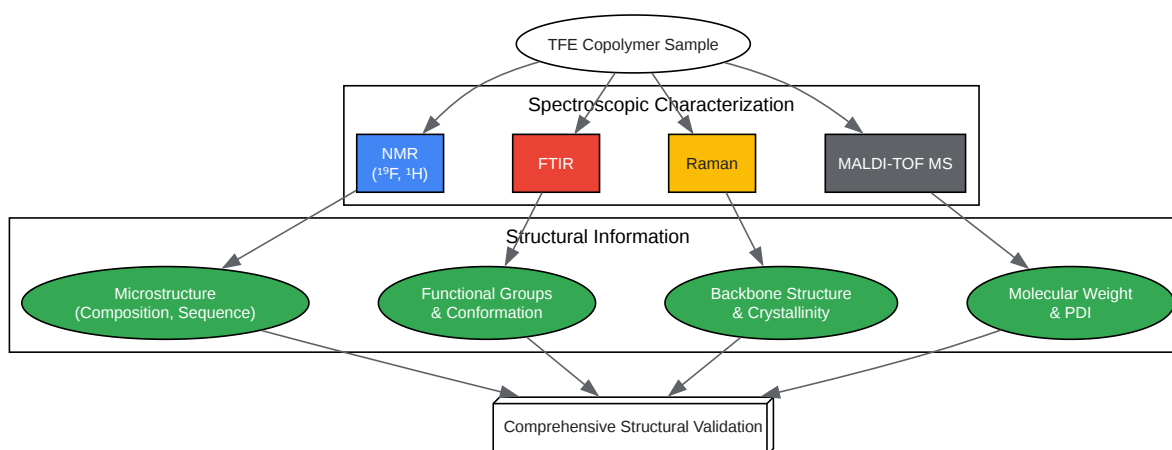 TFE Copolymer Sample
Spectroscopic Characterization
NMR
(¹⁹F, ¹H)
FTIR
Raman
MALDI-TOF MS
Structural Information
Microstructure
(Composition, Sequence)
Functional Groups
& Conformation
Backbone Structure
& Crystallinity
Molecular Weight
& PDI
Comprehensive Structural Validation